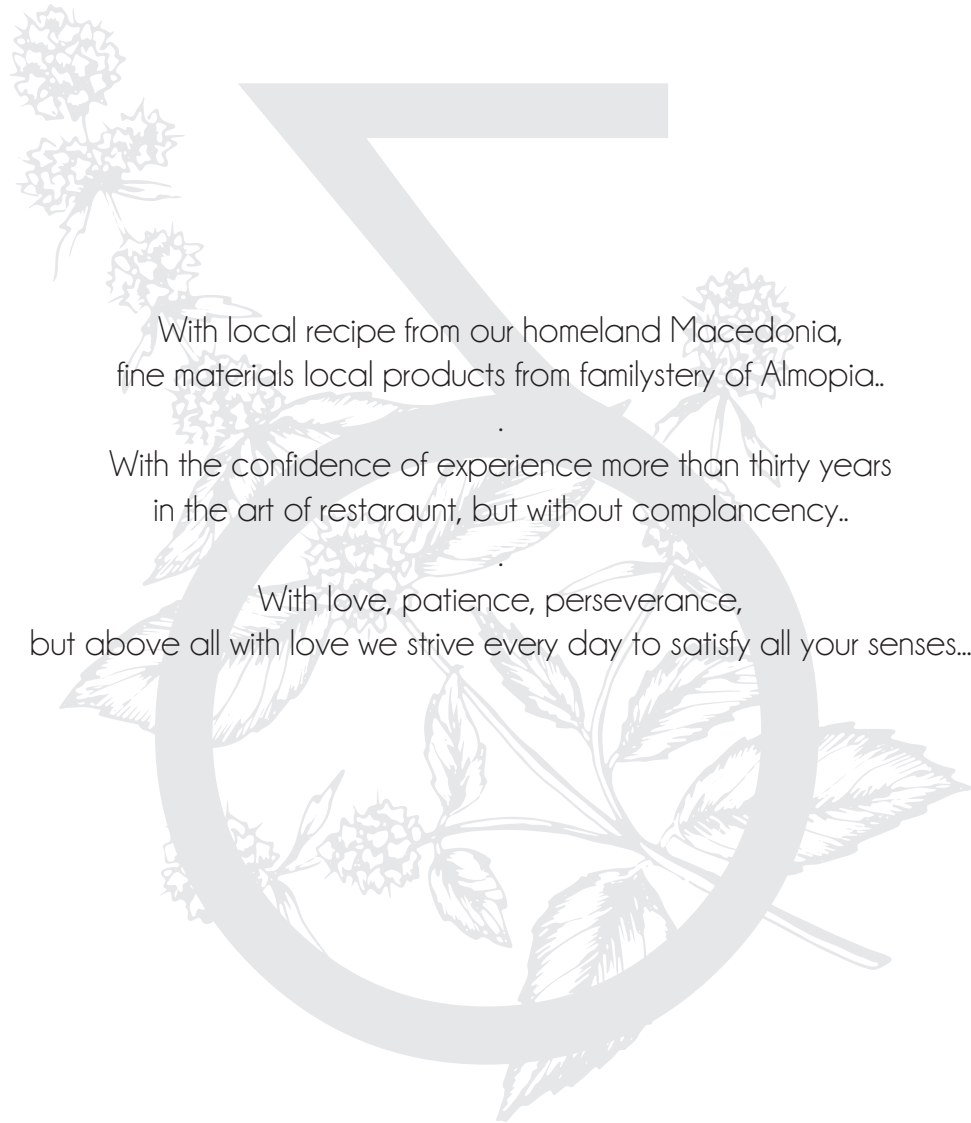 With local recipe from our homeland Macedonia,
fine materials local products from familystery of Almopia..
.
With the confidence of experience more than thirty years
in the art of restaraunt, but without complancency..
.
With love, patience, perseverance,
but above all with love we strive every day to satisfy all your senses...